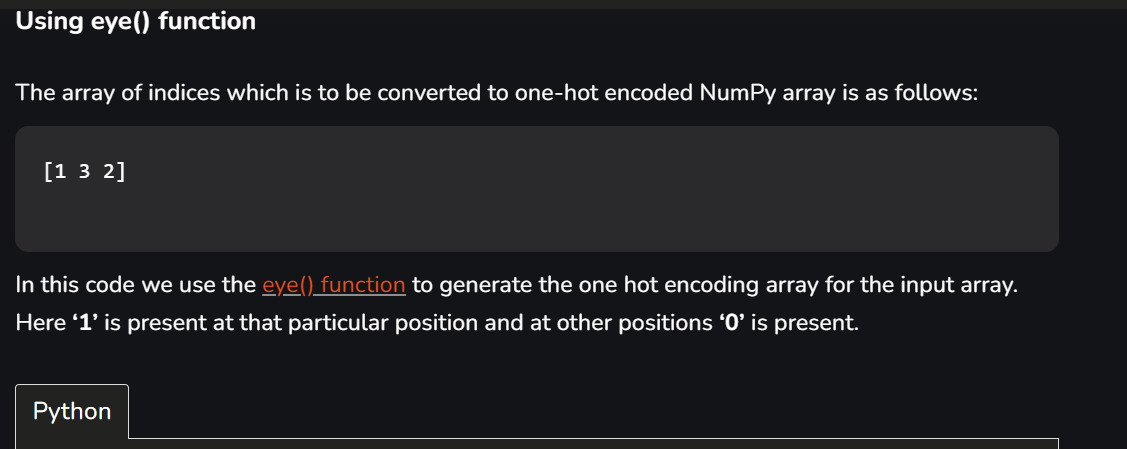 Using eye() function
The array of indices which is to be converted to one-hot encoded NumPy array is as follows:
[1 3 2]
In this code we use the eye() function to generate the one hot encoding array for the input array.
Here ‘1’ is present at that particular position and at other positions ‘0’ is present.
Python